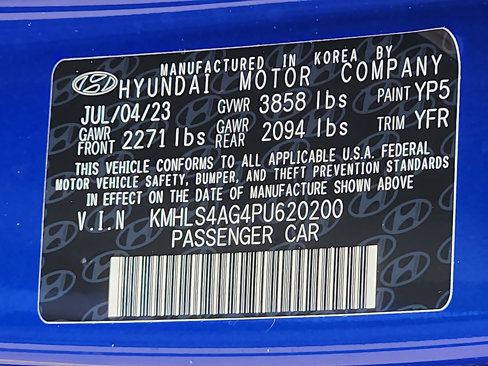 MANUFACTURED IN KOREA BY
HYUNDAI MOTOR COMPANY
JUL/04/23 GVWR 3858 lbs PAINT YP5
GAWR FRONT 2271 lbs GAWR REAR 2094 lbs TRIM YFR
THIS VEHICLE CONFORMS TO ALL APPLICABLE U.S.A. FEDERAL
MOTOR VEHICLE SAFETY, BUMPER, AND THEFT PREVENTION STANDARDS
IN EFFECT ON THE DATE OF MANUFACTURE SHOWN ABOVE
V.I.N KMHLS4AG4PU620200
PASSENGER CAR